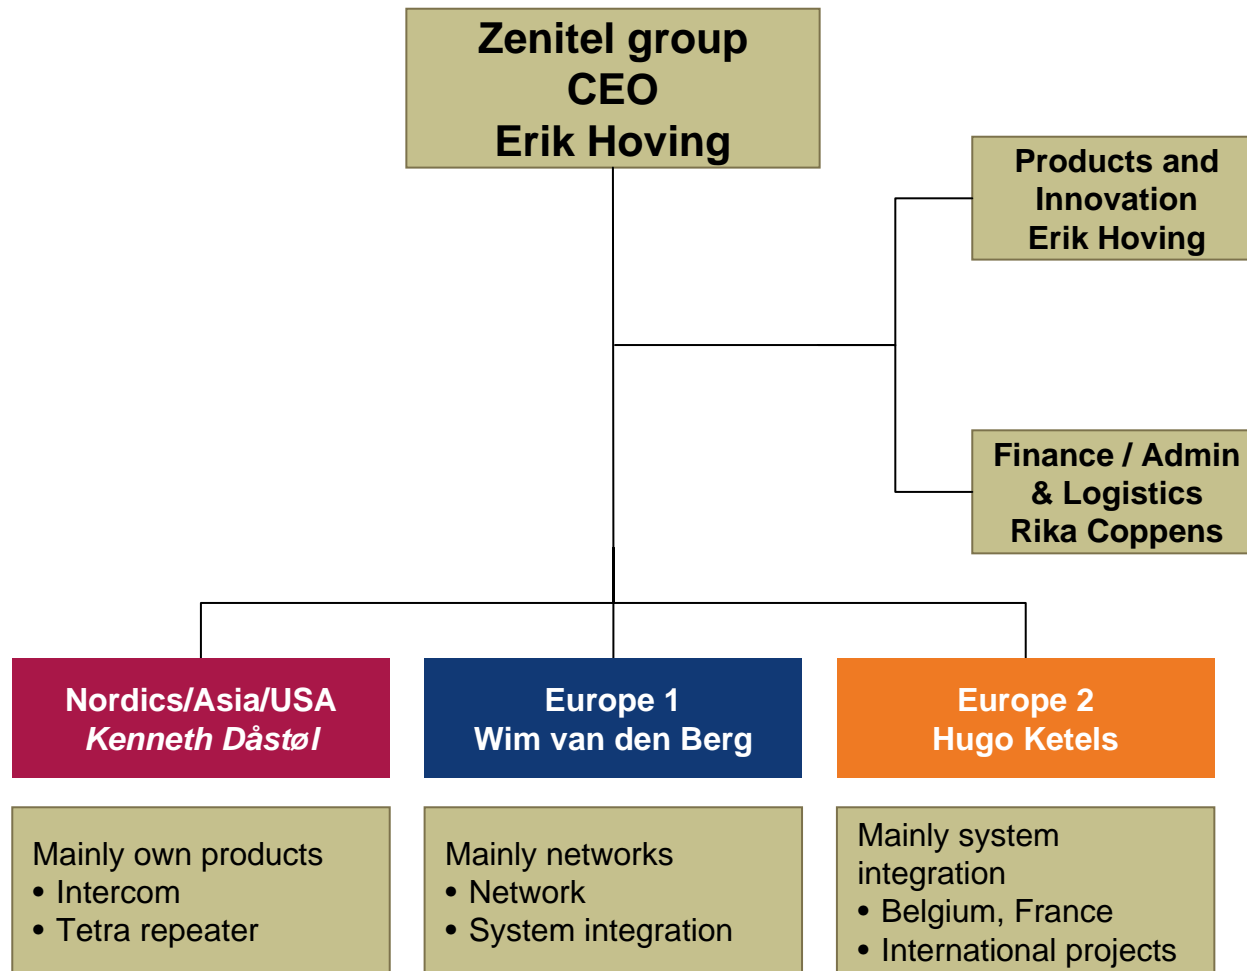 Zenitel group
CEO
Erik Hoving
Products and
Innovation
Erik Hoving
Finance / Admin
& Logistics
Rika Coppens
Nordics/Asia/USA
Kenneth Dåstøl
Europe 1
Wim van den Berg
Europe 2
Hugo Ketels
Mainly own products
• Intercom
• Tetra repeater
Mainly networks
• Network
• System integration
Mainly system
integration
• Belgium, France
• International projects